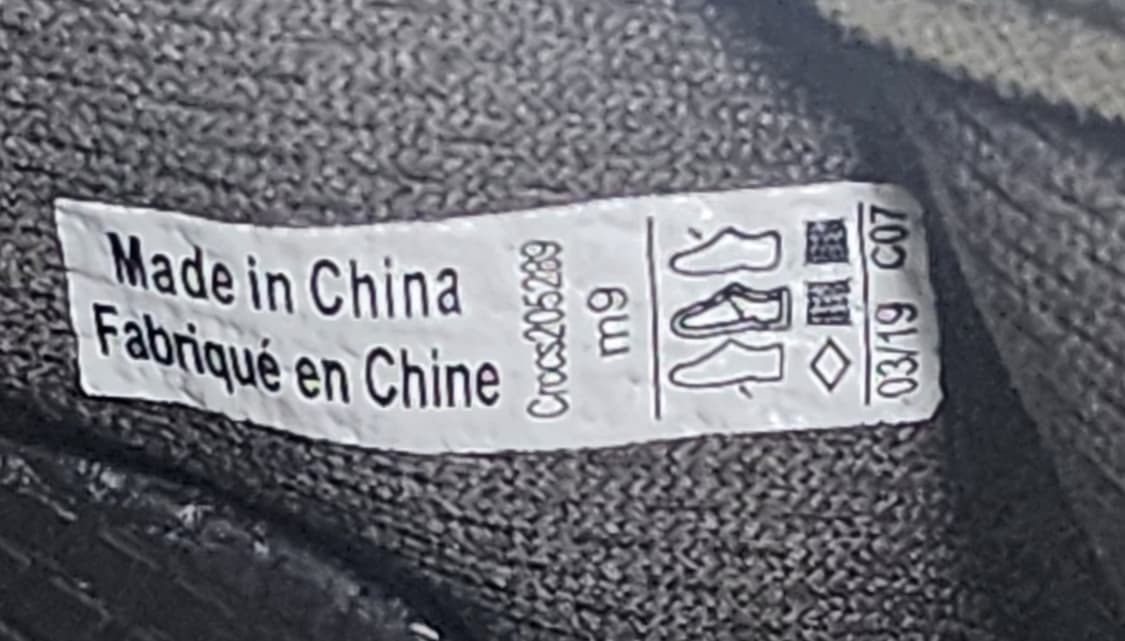 Made in China
Fabriqué en Chine
Crocs205289
m9
03/19 C07